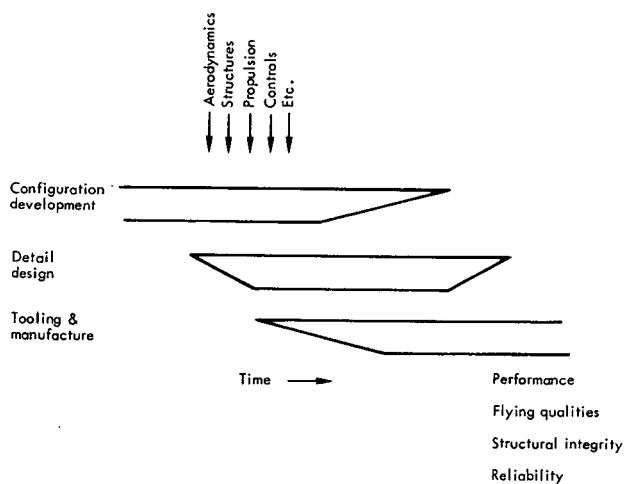 Aerodynamics
Structures
Propulsion
Controls
Etc.
Configuration
development
Detail
design
Tooling &
manufacture
Time
Performance
Flying qualities
Structural integrity
Reliability